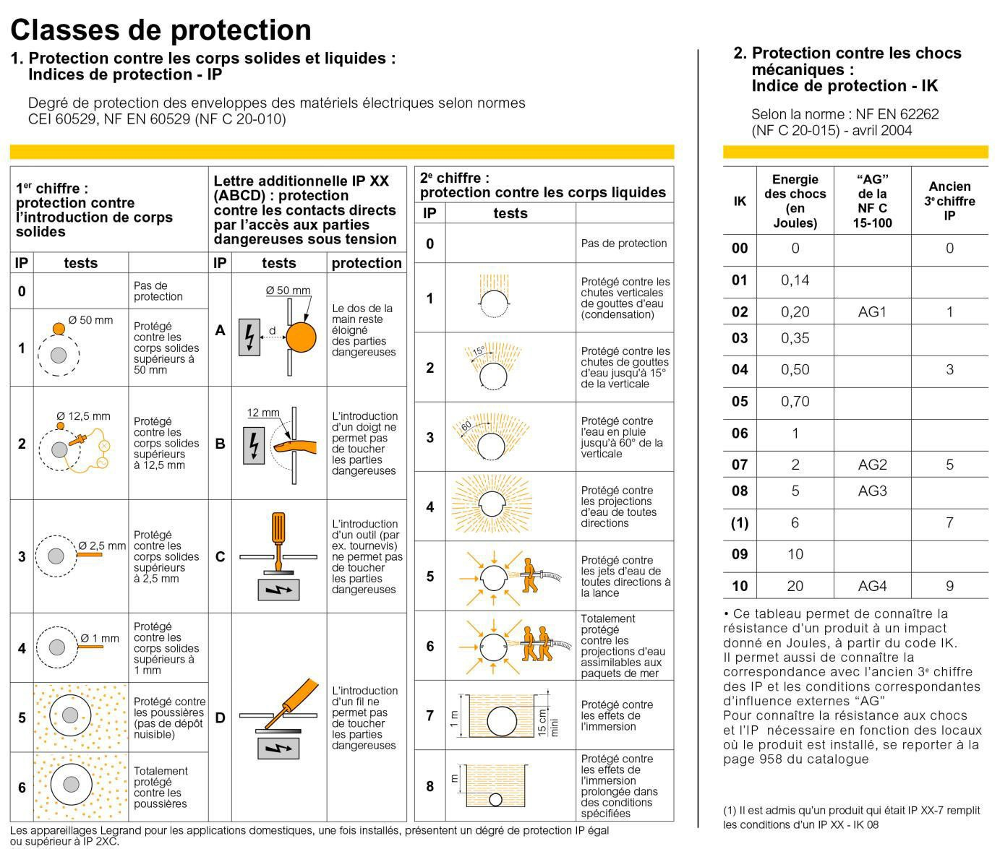 Classes de protection
1. Protection contre les corps solides et liquides :
Indices de protection - IP
Degré de protection des enveloppes des matériels électriques selon normes
CEI 60529, NF EN 60529 (NF C 20-010)
1er chiffre :
protection contre
l'introduction de corps
solides
IP
tests
0
Pas de
protection
1
Ø 50 mm
Protégé
contre les
corps solides
supérieurs à
50 mm
2
Ø 12,5 mm
Protégé
contre les
corps solides
supérieurs
à 12,5 mm
3
Ø 2,5 mm
Protégé
contre les
corps solides
supérieurs
à 2,5 mm
4
Ø 1 mm
Protégé
contre les
corps solides
supérieurs à
1 mm
5
Protégé contre
les poussières
(pas de dépôt
nuisible)
6
Totalement
protégé
contre les
poussières
Lettre additionnelle IP XX
(ABCD) : protection
contre les contacts directs
par l'accès aux parties
dangereuses sous tension
IP
tests
protection
A
Ø 50 mm
d
Le dos de la
main reste
éloigné
des parties
dangereuses
B
12 mm
L'introduction
d'un doigt ne
permet pas
de toucher
les parties
dangereuses
C
L'introduction
d'un outil (par
ex. tournevis)
ne permet pas
de toucher
les parties
dangereuses
D
L'introduction
d'un fil ne
permet pas
de toucher
les parties
dangereuses
2e chiffre :
protection contre les corps liquides
IP
tests
0
Pas de protection
1
Protégé contre les
chutes verticales
de gouttes d'eau
(condensation)
2
15°
Protégé contre les
chutes de gouttes
d'eau jusqu'à 15°
de la verticale
3
60
Protégé contre
l'eau en pluie
jusqu'à 60° de la
verticale
4
Protégé contre
les projections
d'eau de toutes
directions
5
Protégé contre
les jets d'eau de
toutes directions à
la lance
6
Totalement
protégé
contre les
projections d'eau
assimilables aux
paquets de mer
7
1 m
15 cm
mini
Protégé contre
les effets de
l'immersion
8
m
Protégé contre
les effets de
l'immersion
prolongée dans
des conditions
spécifiées
Les appareillages Legrand pour les applications domestiques, une fois installés, présentent un dégré de protection IP égal
ou supérieur à IP 2XC.
2. Protection contre les chocs
mécaniques :
Indice de protection - IK
Selon la norme : NF EN 62262
(NF C 20-015) - avril 2004
IK
Energie
des chocs
(en
Joules)
“AG”
de la
NF C
15-100
Ancien
3e chiffre
IP
00 0 0
01 0,14
02 0,20 AG1 1
03 0,35
04 0,50 3
05 0,70
06 1
07 2 AG2 5
08 5 AG3
(1) 6 7
09 10
10 20 AG4 9
• Ce tableau permet de connaître la
résistance d'un produit à un impact
donné en Joules, à partir du code IK.
Il permet aussi de connaître la
correspondance avec l'ancien 3e chiffre
des IP et les conditions correspondantes
d'influence externes “AG”
Pour connaître la résistance aux chocs
et l'IP nécessaire en fonction des locaux
où le produit est installé, se reporter à la
page 958 du catalogue
(1) Il est admis qu'un produit qui était IP XX-7 remplit
les conditions d'un IP XX - IK 08